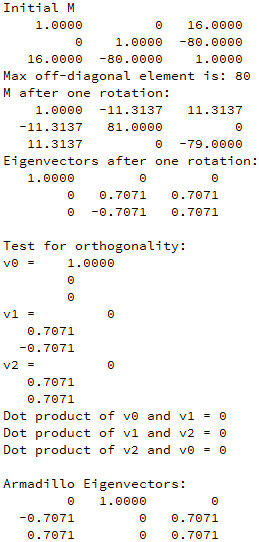 Initial M
1.0000 0 16.0000
0 1.0000 -80.0000
16.0000 -80.0000 1.0000
Max off-diagonal element is: 80
M after one rotation:
1.0000 -11.3137 11.3137
-11.3137 81.0000 0
11.3137 0 -79.0000
Eigenvectors after one rotation:
1.0000 0 0
0 0.7071 0.7071
0 -0.7071 0.7071
Test for orthogonality:
v0 = 1.0000
0
0
v1 = 0
0.7071
-0.7071
v2 = 0
0.7071
0.7071
Dot product of v0 and v1 = 0
Dot product of v1 and v2 = 0
Dot product of v2 and v0 = 0
Armadillo Eigenvectors:
0 1.0000 0
-0.7071 0 0.7071
0.7071 0 0.7071